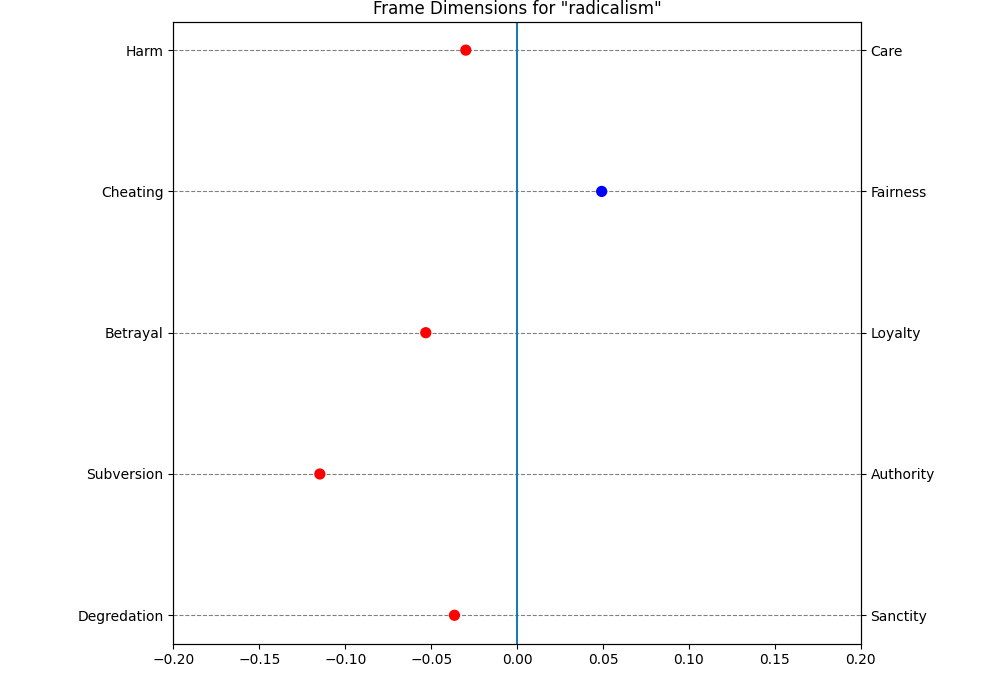 Frame Dimensions for "radicalism"
Harm Care
Cheating Fairness
Betrayal Loyalty
Subversion Authority
Degredation Sanctity
−0.20 −0.15 −0.10 −0.05 0.00 0.05 0.10 0.15 0.20